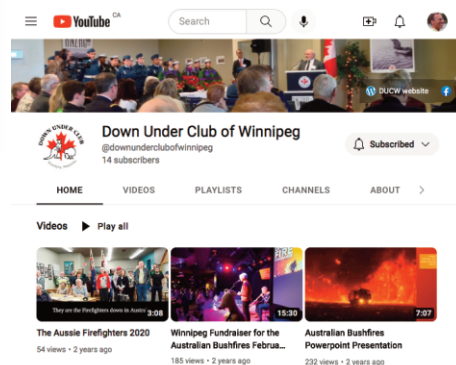 YouTube CA
Search
DUCW website
DOWN UNDER CLUB
Down Under Club of Winnipeg
@downunderclubofwinnipeg
14 subscribers
Subscribed
HOME VIDEOS PLAYLISTS CHANNELS ABOUT
Videos Play all
They are the Firefighters down in Austra
3:08
FIRE
15:30
7:07
The Aussie Firefighters 2020
54 views • 2 years ago
Winnipeg Fundraiser for the
Australian Bushfires Februa...
185 views • 2 years ago
Australian Bushfires
Powerpoint Presentation
232 views • 2 years ago